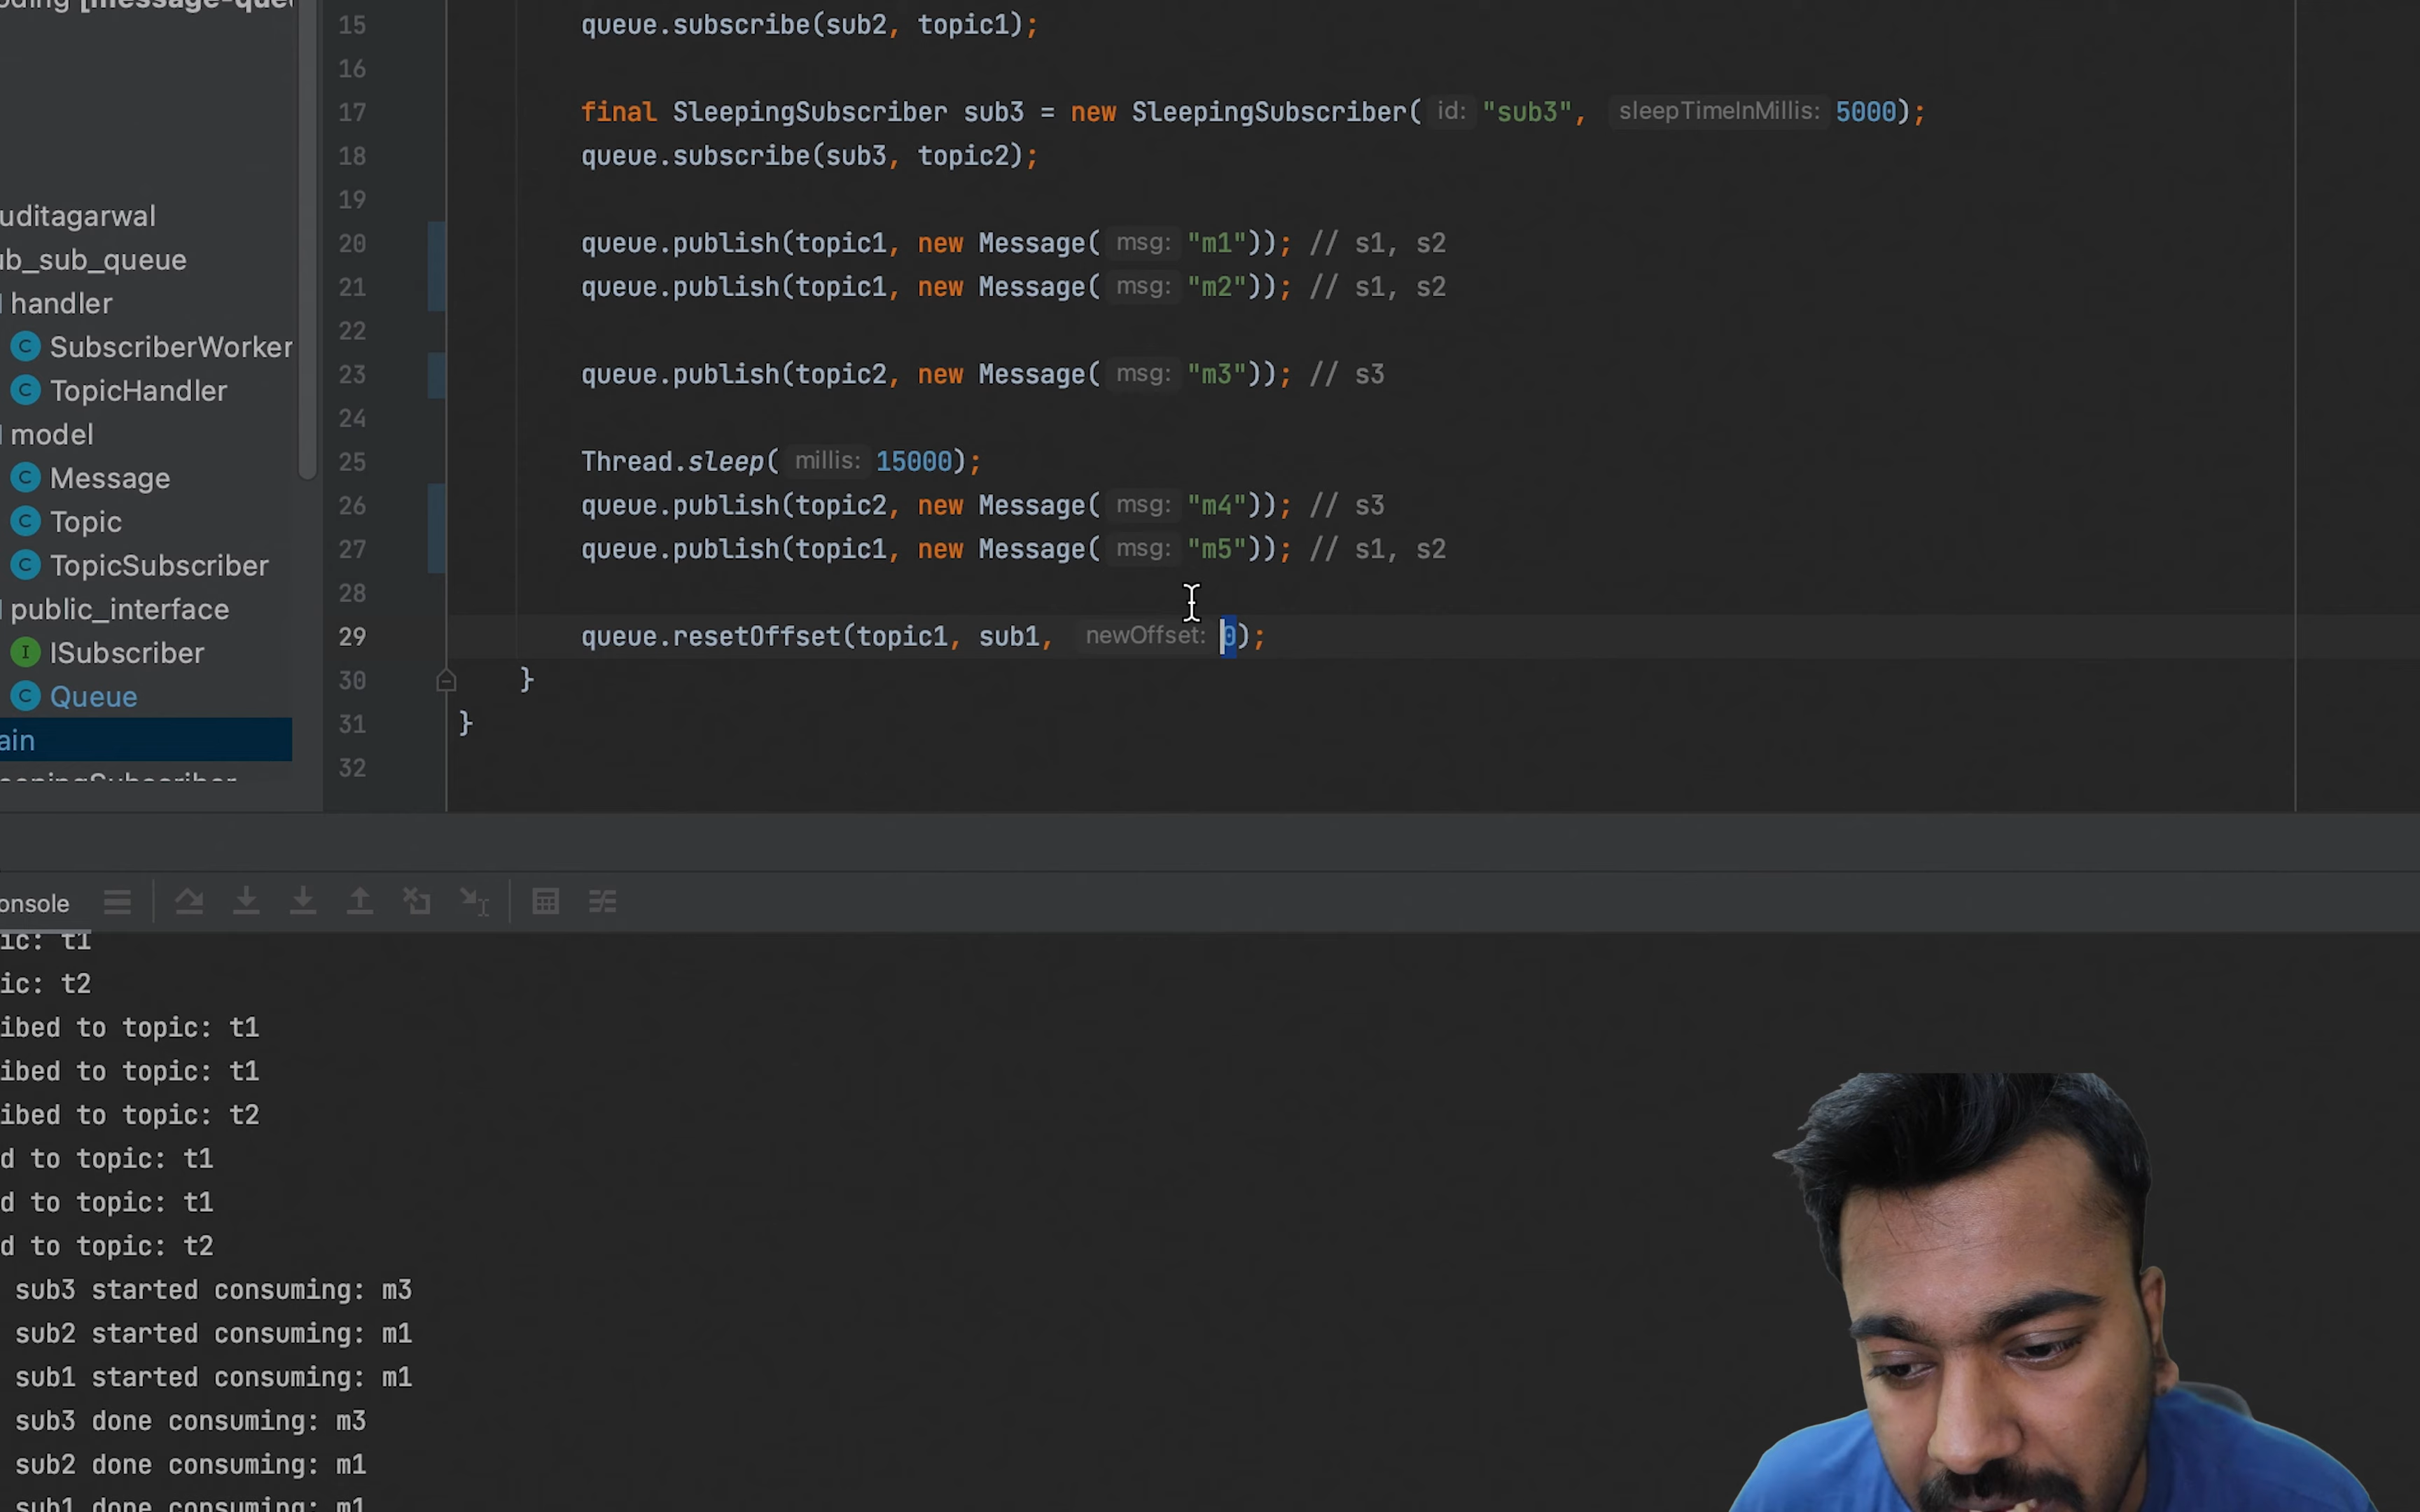 [message-que
15 queue.subscribe(sub2, topic1);
16
17 final SleepingSubscriber sub3 = new SleepingSubscriber( id: "sub3", sleepTimeInMillis: 5000);
18 queue.subscribe(sub3, topic2);
19
20 queue.publish(topic1, new Message( msg: "m1")); // s1, s2
21 queue.publish(topic1, new Message( msg: "m2")); // s1, s2
22
23 queue.publish(topic2, new Message( msg: "m3")); // s3
24
25 Thread.sleep( millis: 15000);
26 queue.publish(topic2, new Message( msg: "m4")); // s3
27 queue.publish(topic1, new Message( msg: "m5")); // s1, s2
28
29 queue.resetOffset(topic1, sub1, newOffset: 0);
30 }
31 }
32
uditagarwal
ub_sub_queue
handler
C SubscriberWorker
C TopicHandler
model
C Message
C Topic
C TopicSubscriber
public_interface
I ISubscriber
C Queue
ain
eepingSubscriber
onsole
ic: t1
ic: t2
ibed to topic: t1
ibed to topic: t1
ibed to topic: t2
d to topic: t1
d to topic: t1
d to topic: t2
sub3 started consuming: m3
sub2 started consuming: m1
sub1 started consuming: m1
sub3 done consuming: m3
sub2 done consuming: m1
sub1 done consuming: m1